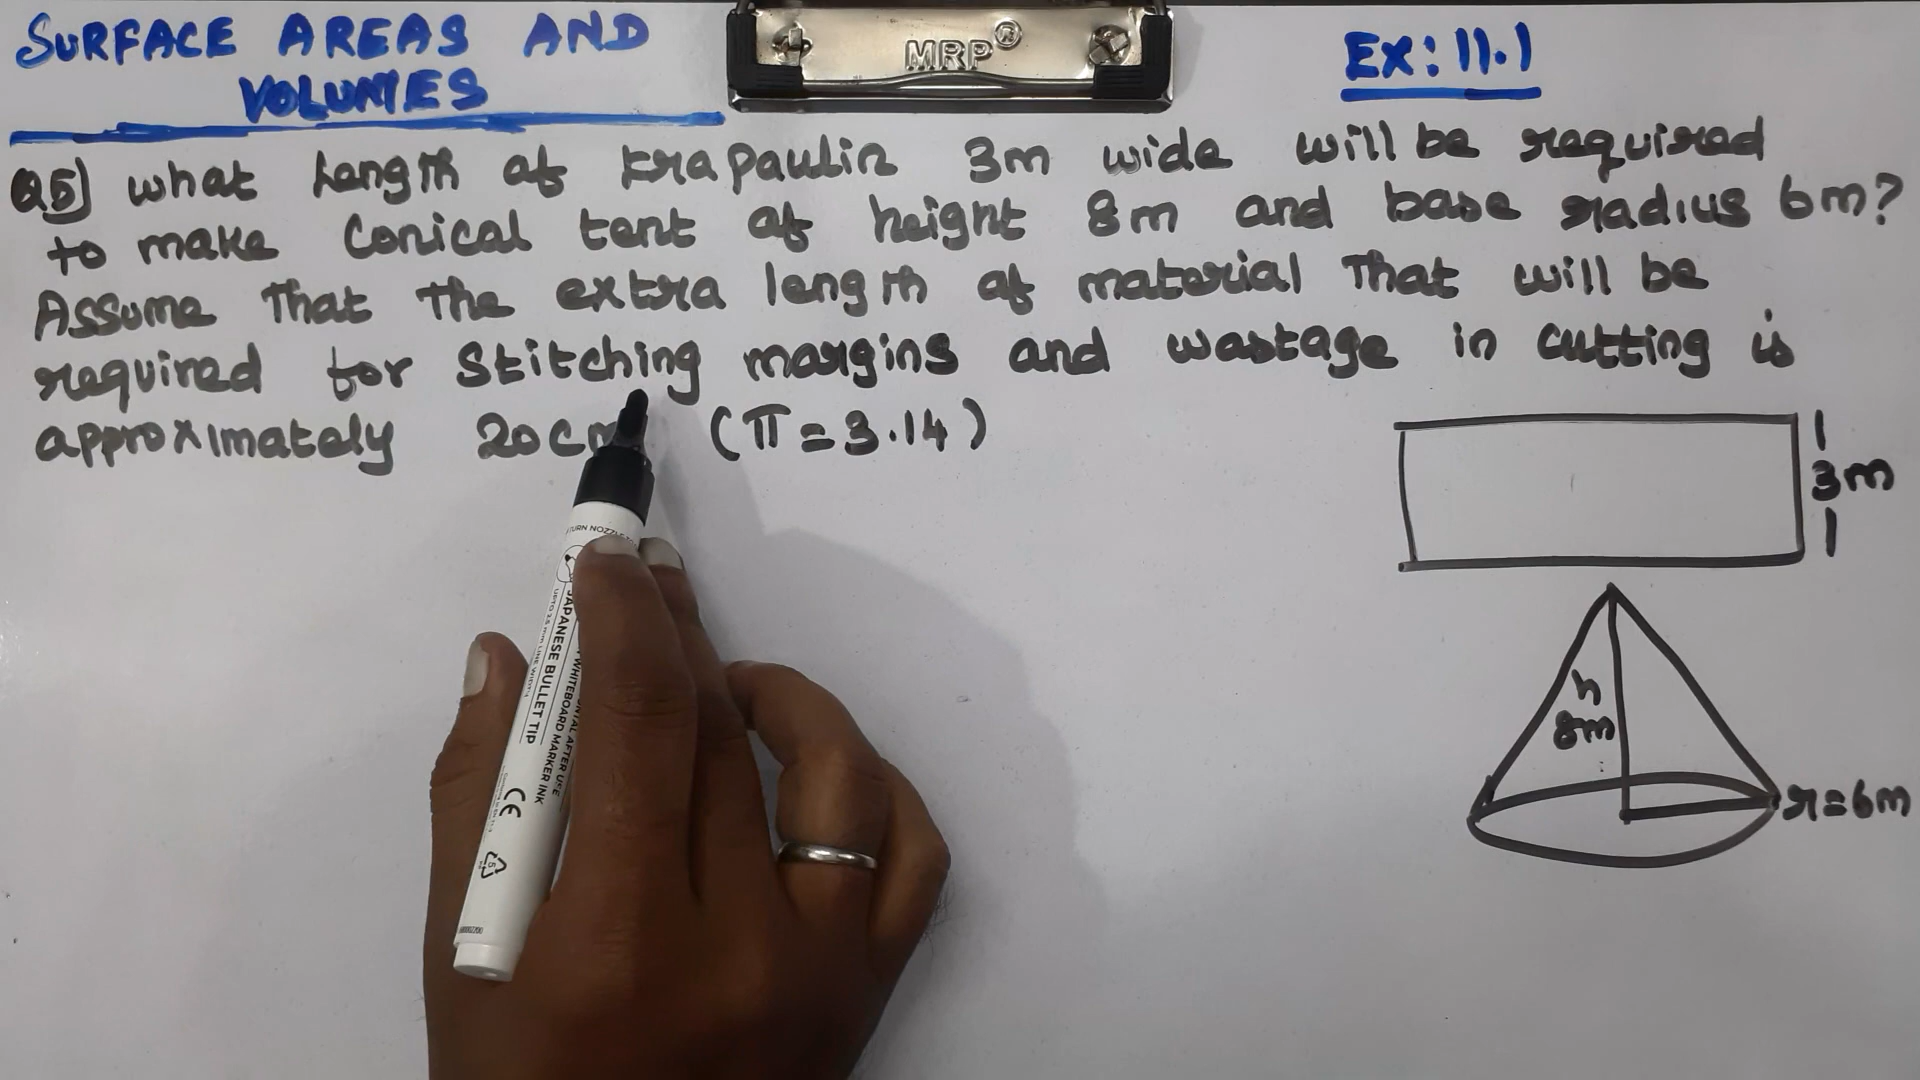 SURFACE AREAS AND
VOLUMES
MRP®
EX: 11.1
Q5) what length of trapaulin 3m wide will be required
to make conical tent of height 8m and base radius 6m?
Assume that the extra length of material that will be
required for stitching margins and wastage in cutting is
approximately 20cm (π=3.14)
3m
h
8m
r=6m
JAPANESE BULLET TIP
WHITEBOARD MARKER INK
CE